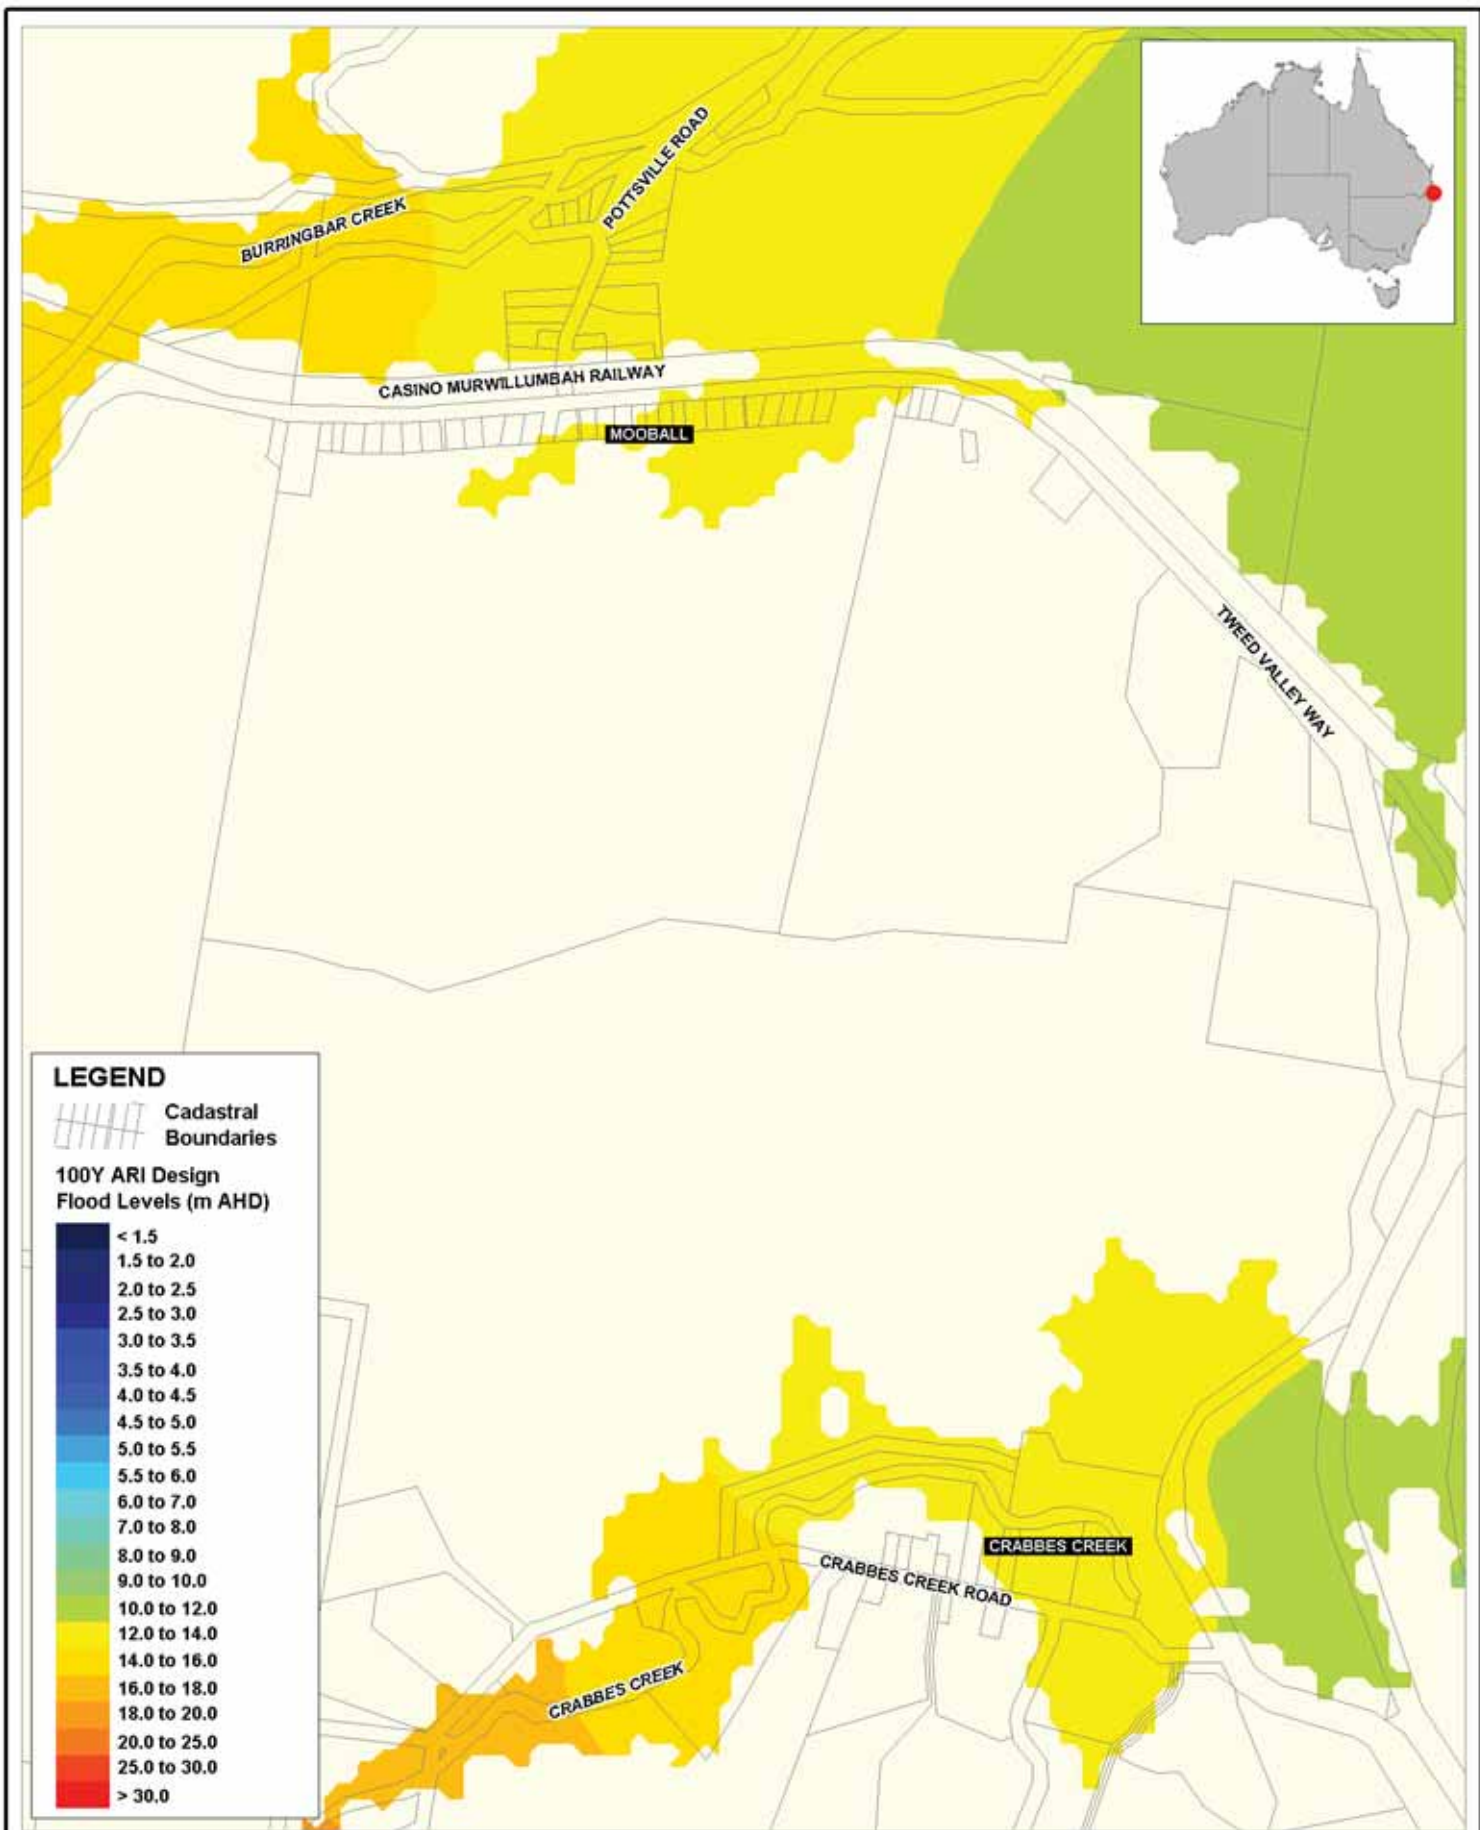 POTTSVILLE ROAD
BURRINGBAR CREEK
CASINO MURWILLUMBAH RAILWAY
MOOBALL
TWEED VALLEY WAY
CRABBES CREEK
CRABBES CREEK ROAD
CRABBES CREEK
LEGEND
Cadastral
Boundaries
100Y ARI Design
Flood Levels (m AHD)
< 1.5
1.5 to 2.0
2.0 to 2.5
2.5 to 3.0
3.0 to 3.5
3.5 to 4.0
4.0 to 4.5
4.5 to 5.0
5.0 to 5.5
5.5 to 6.0
6.0 to 7.0
7.0 to 8.0
8.0 to 9.0
9.0 to 10.0
10.0 to 12.0
12.0 to 14.0
14.0 to 16.0
16.0 to 18.0
18.0 to 20.0
20.0 to 25.0
25.0 to 30.0
> 30.0